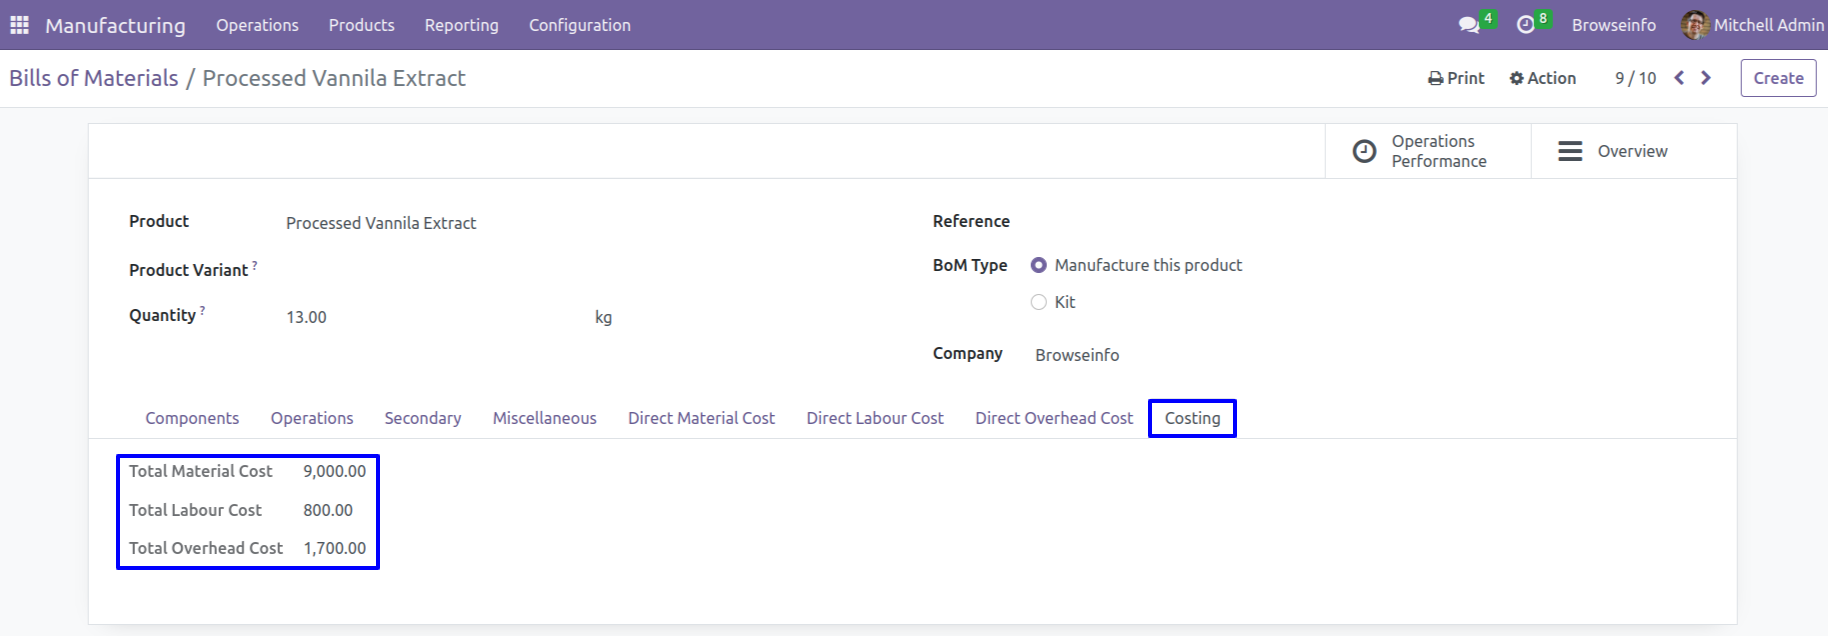 Manufacturing Operations Products Reporting Configuration 4 8 Browseinfo Mitchell Admin
Bills of Materials / Processed Vannila Extract Print Action 9 / 10 Create
Operations Performance
Overview
Product Processed Vannila Extract
Product Variant ?
Quantity ? 13.00 kg
Reference
BoM Type Manufacture this product
Kit
Company Browseinfo
Components Operations Secondary Miscellaneous Direct Material Cost Direct Labour Cost Direct Overhead Cost Costing
Total Material Cost 9,000.00
Total Labour Cost 800.00
Total Overhead Cost 1,700.00